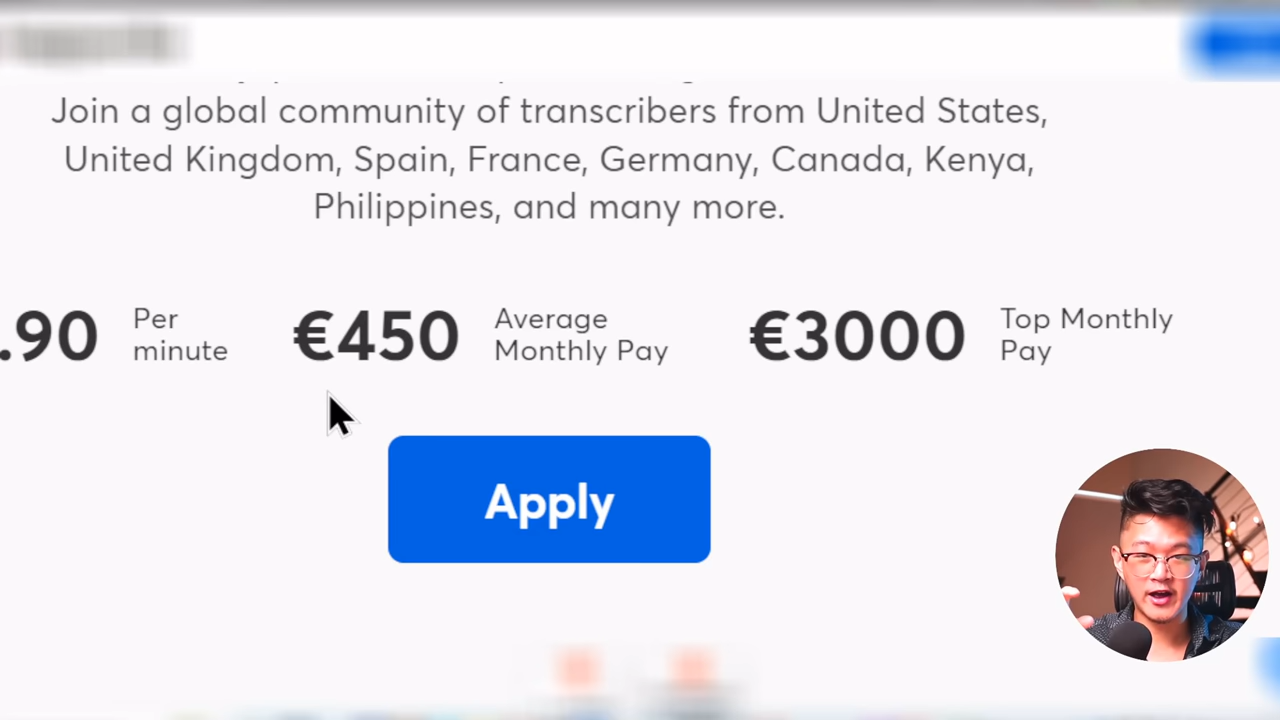 Join a global community of transcribers from United States,
United Kingdom, Spain, France, Germany, Canada, Kenya,
Philippines, and many more.
.90 Per minute
€450 Average Monthly Pay
€3000 Top Monthly Pay
Apply